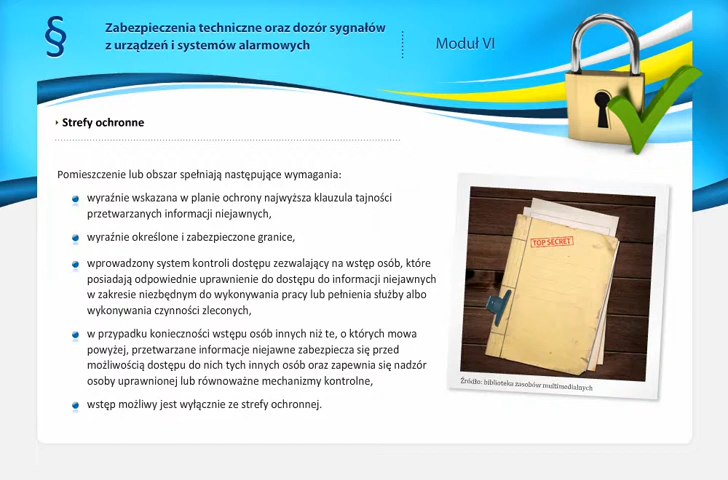 §
Zabezpieczenia techniczne oraz dozór sygnałów
z urządzeń i systemów alarmowych
Moduł VI
Strefy ochronne
Pomieszczenie lub obszar spełniają następujące wymagania:
wyraźnie wskazana w planie ochrony najwyższa klauzula tajności
przetwarzanych informacji niejawnych,
wyraźnie określone i zabezpieczone granice,
wprowadzony system kontroli dostępu zezwalający na wstęp osób, które
posiadają odpowiednie uprawnienie do dostępu do informacji niejawnych
w zakresie niezbędnym do wykonywania pracy lub pełnienia służby albo
wykonywania czynności zleconych,
w przypadku konieczności wstępu osób innych niż te, o których mowa
powyżej, przetwarzane informacje niejawne zabezpiecza się przed
możliwością dostępu do nich tych innych osób oraz zapewnia się nadzór
osoby uprawnionej lub równoważne mechanizmy kontrolne,
wstęp możliwy jest wyłącznie ze strefy ochronnej.
TOP SECRET
Źródło: biblioteka zasobów multimedialnych